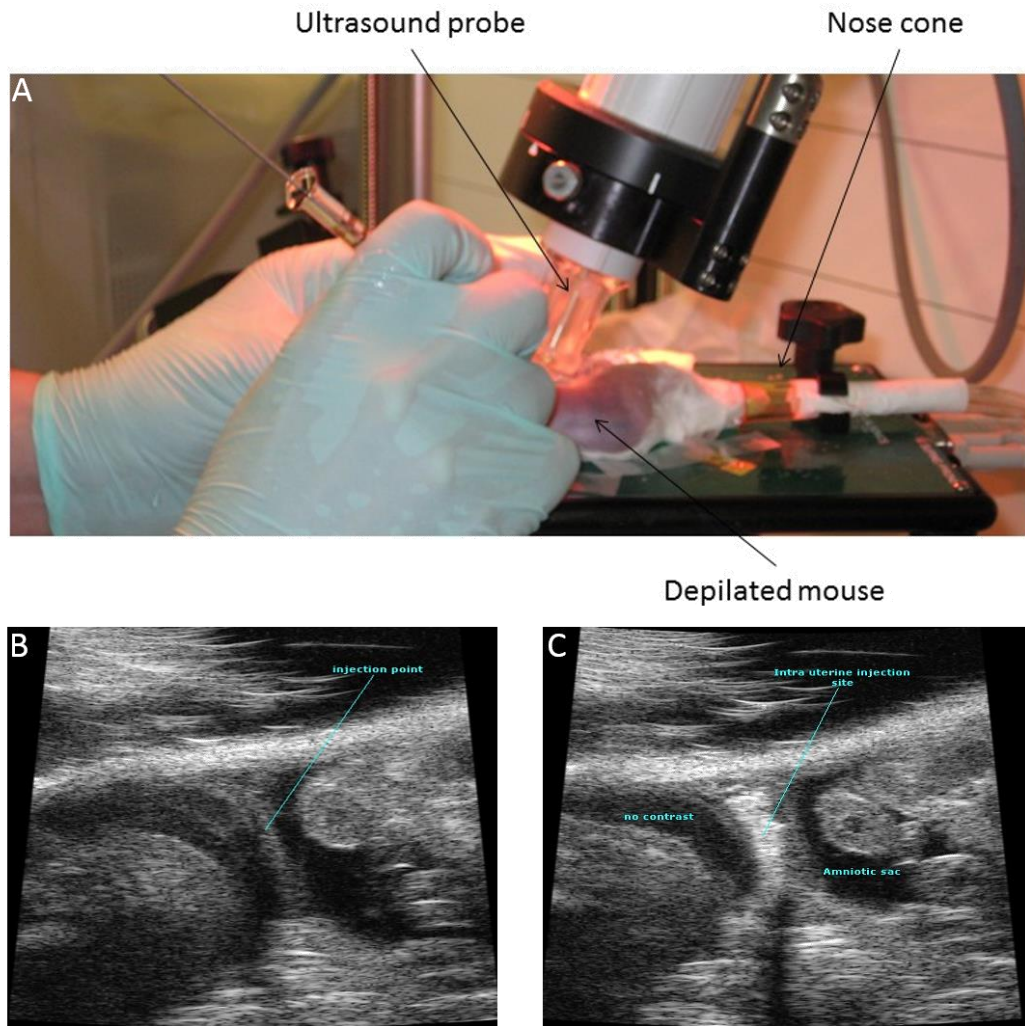 Ultrasound probe
Nose cone
A
Depilated mouse
B
injection point
C
Intra uterine injection
site
no contrast
Amniotic sac